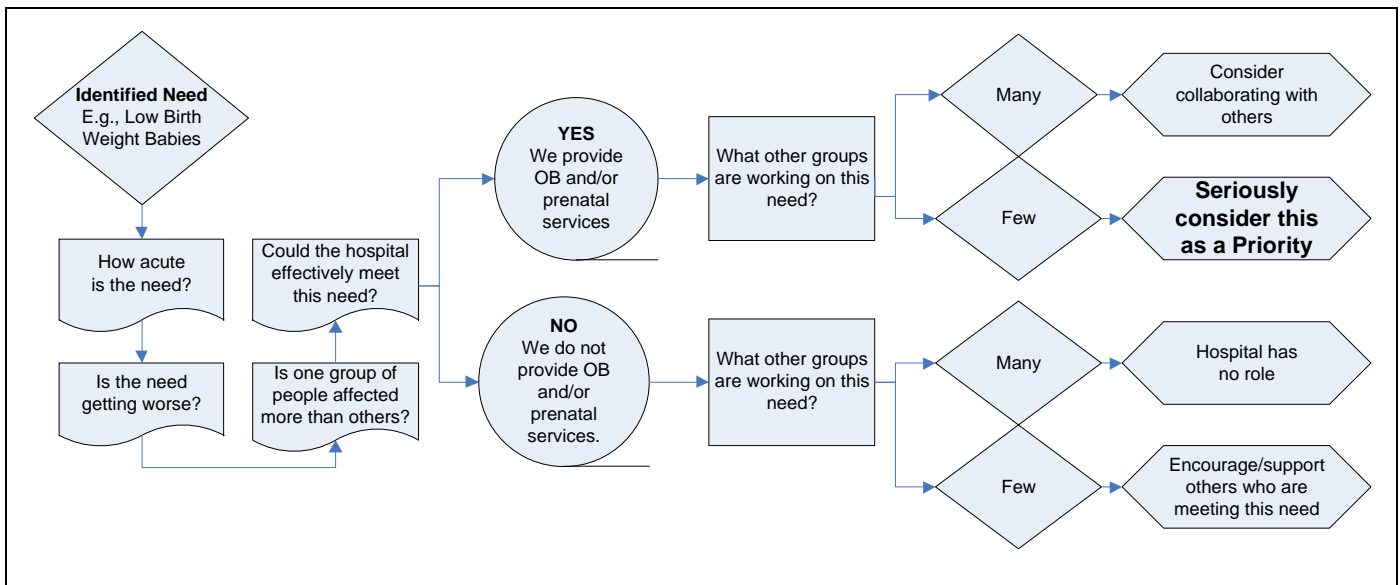 Identified Need
E.g., Low Birth
Weight Babies
How acute
is the need?
Is the need
getting worse?
Is one group of
people affected
more than others?
Could the hospital
effectively meet
this need?
YES
We provide
OB and/or
prenatal
services
What other groups
are working on this
need?
Many
Consider
collaborating with
others
Few
Seriously
consider this
as a Priority
NO
We do not
provide OB
and/or
prenatal
services.
What other groups
are working on this
need?
Many
Hospital has
no role
Few
Encourage/support
others who are
meeting this need